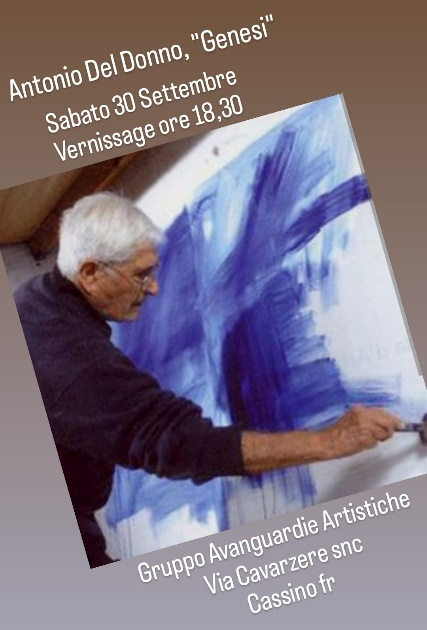 Antonio Del Donno, "Genesi"
Sabato 30 Settembre
Vernissage ore 18,30
Gruppo Avanguardie Artistiche
Via Cavarzere snc
Cassino fr